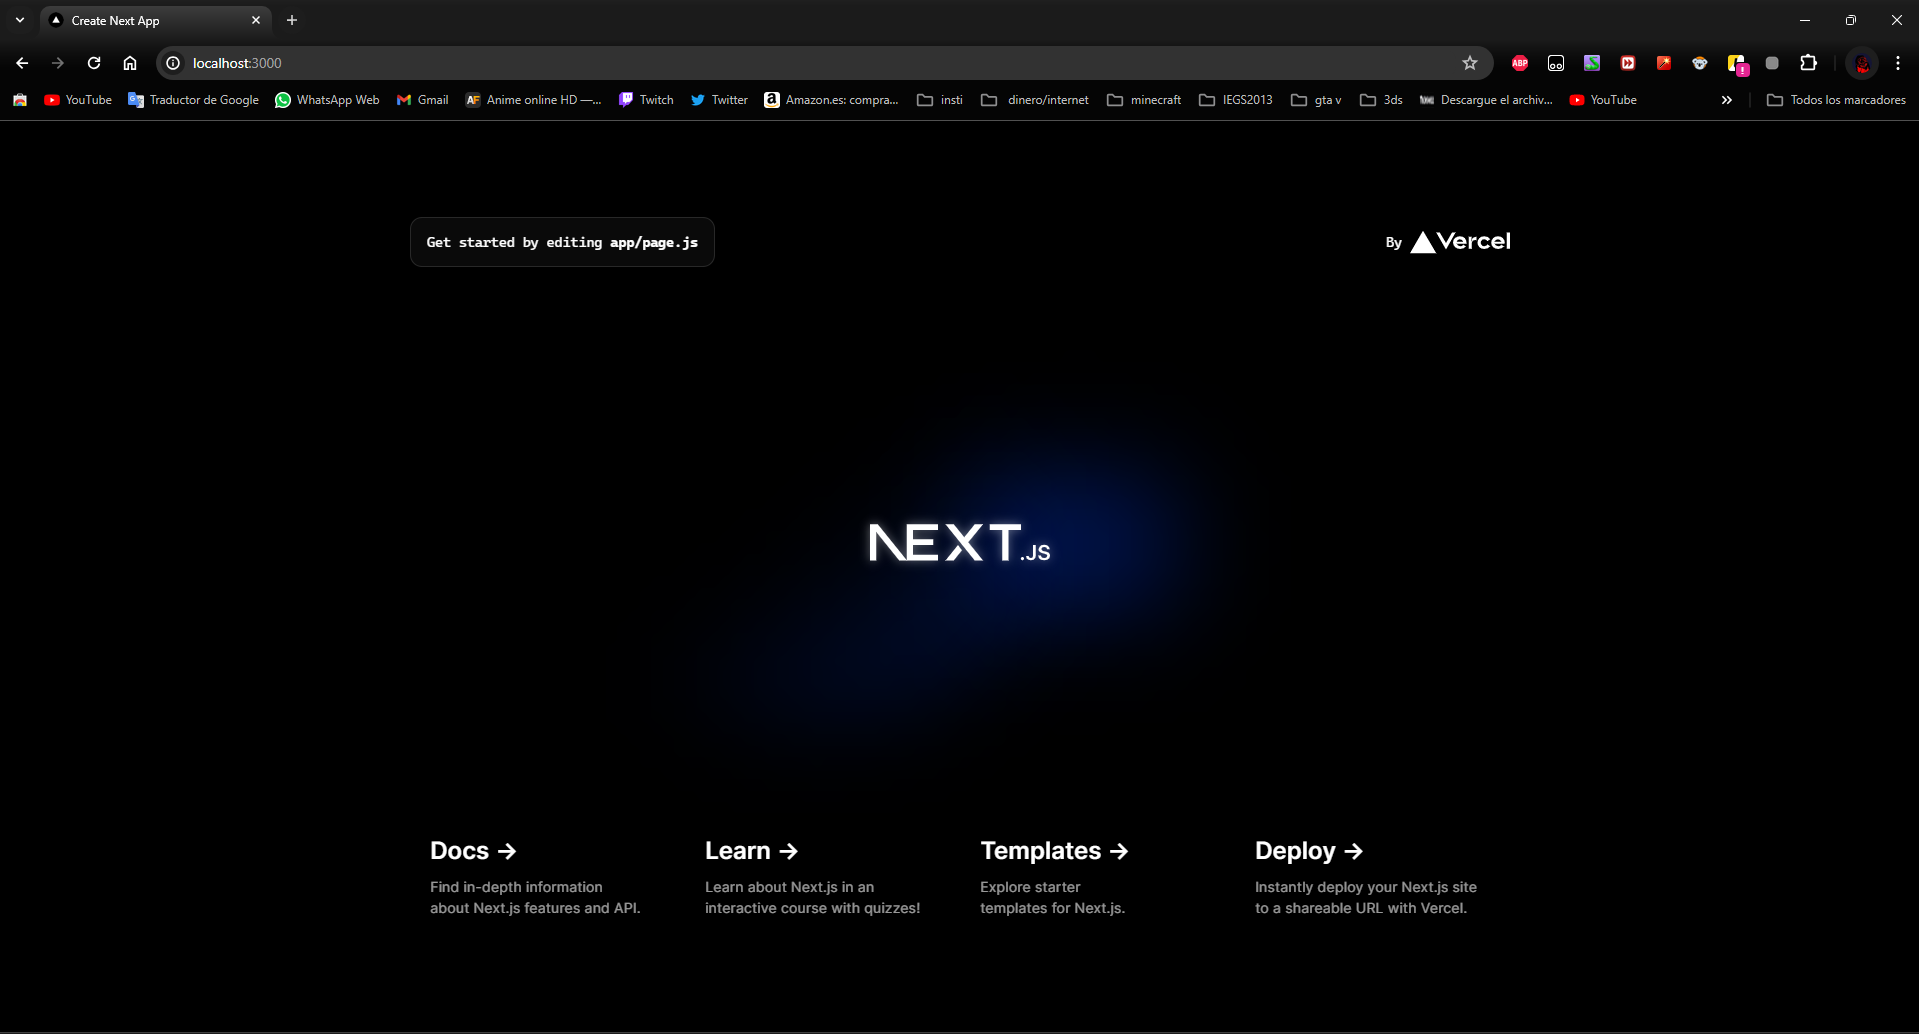 Create Next App
localhost:3000
ABP
YouTube
Traductor de Google
WhatsApp Web
Gmail
AF Anime online HD —...
Twitch
Twitter
a Amazon.es: compra...
insti
dinero/internet
minecraft
IEGS2013
gta v
3ds
Descargue el archiv...
YouTube
Todos los marcadores
Get started by editing app/page.js
By Vercel
NEXT.JS
Docs →
Find in-depth information
about Next.js features and API.
Learn →
Learn about Next.js in an
interactive course with quizzes!
Templates →
Explore starter
templates for Next.js.
Deploy →
Instantly deploy your Next.js site
to a shareable URL with Vercel.